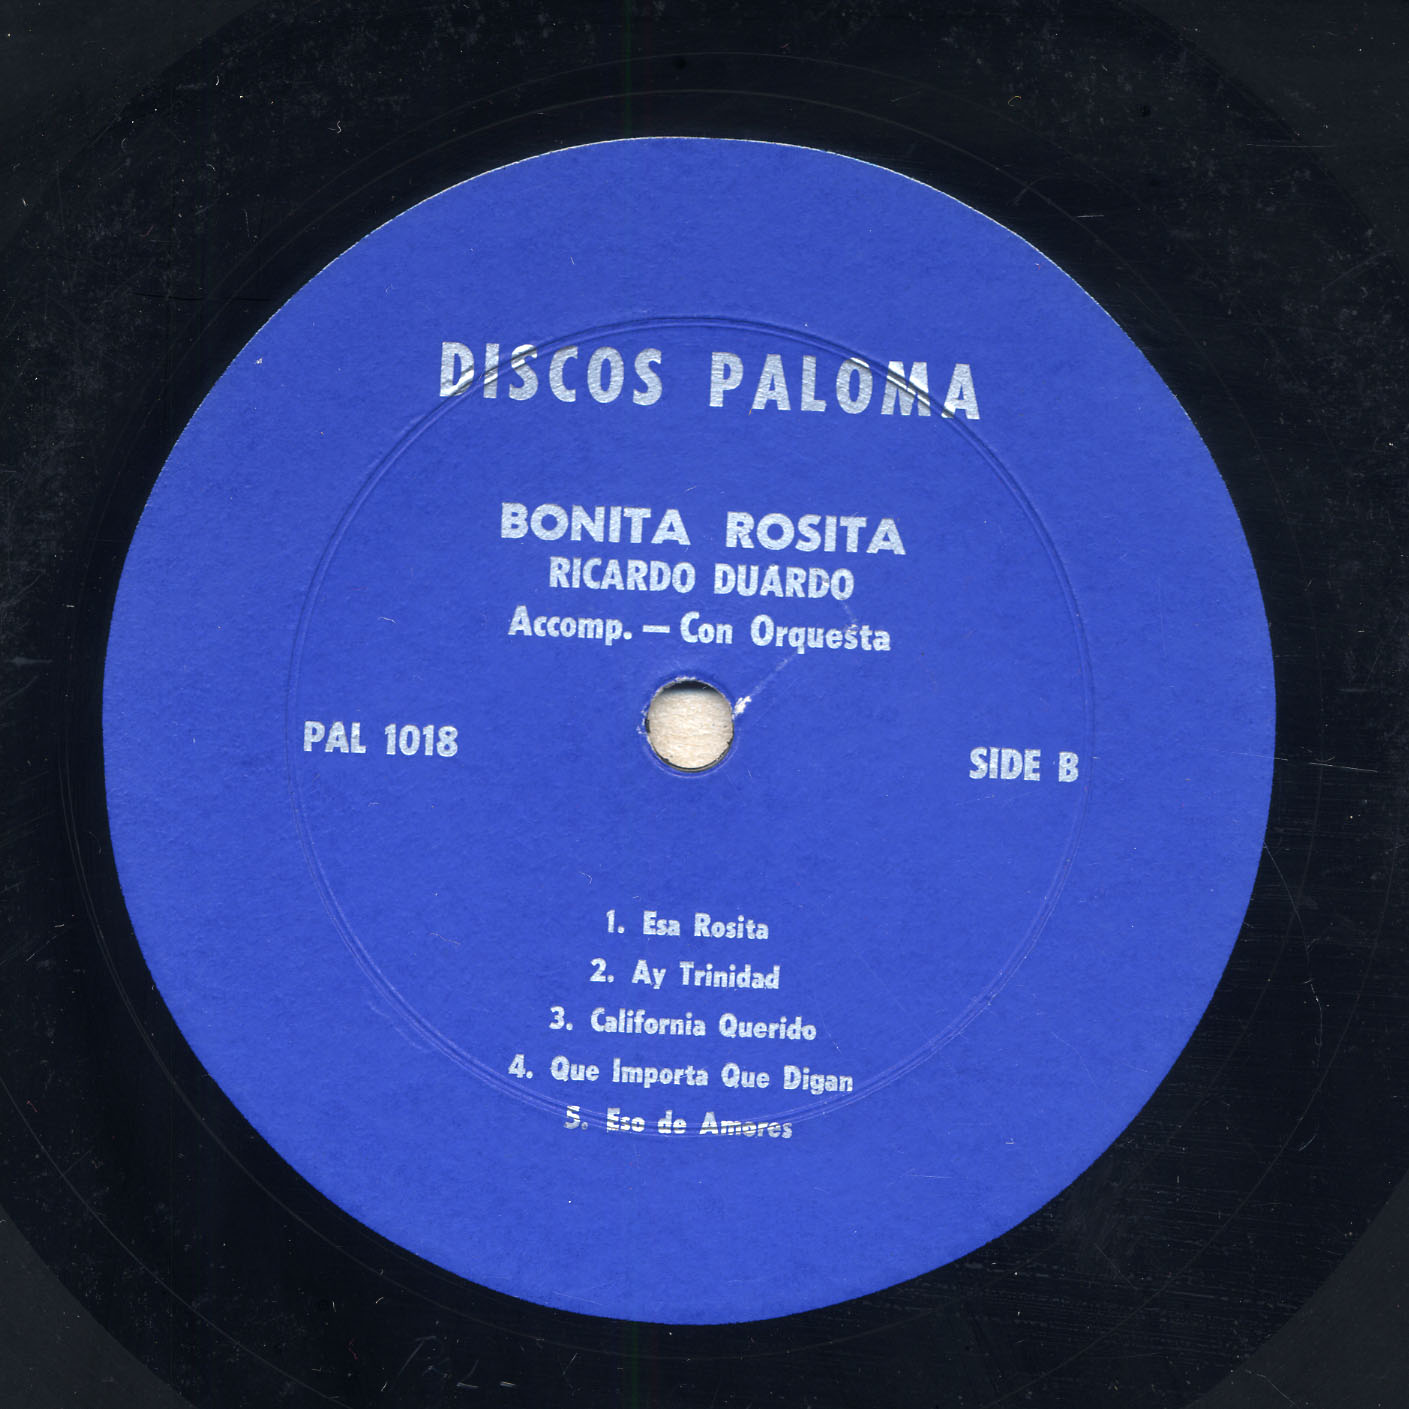 DISCOS PALOMA
BONITA ROSITA
RICARDO DUARDO
Accomp. — Con Orquesta
PAL 1018
SIDE B
1. Esa Rosita
2. Ay Trinidad
3. California Querido
4. Que Importa Que Digan
5. Eso de Amores